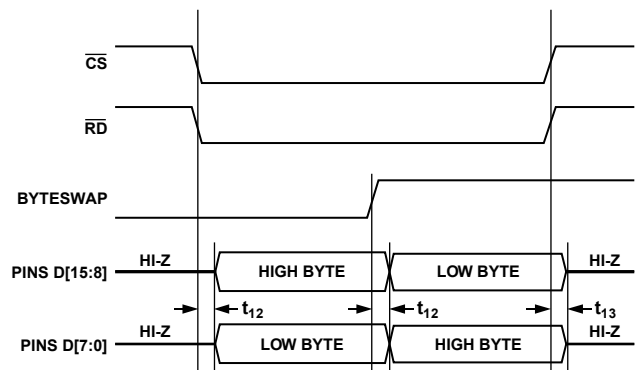 CS
RD
BYTESWAP
PINS D[15:8] HI-Z HIGH BYTE LOW BYTE HI-Z
t12 t12 t13
PINS D[7:0] HI-Z LOW BYTE HIGH BYTE HI-Z